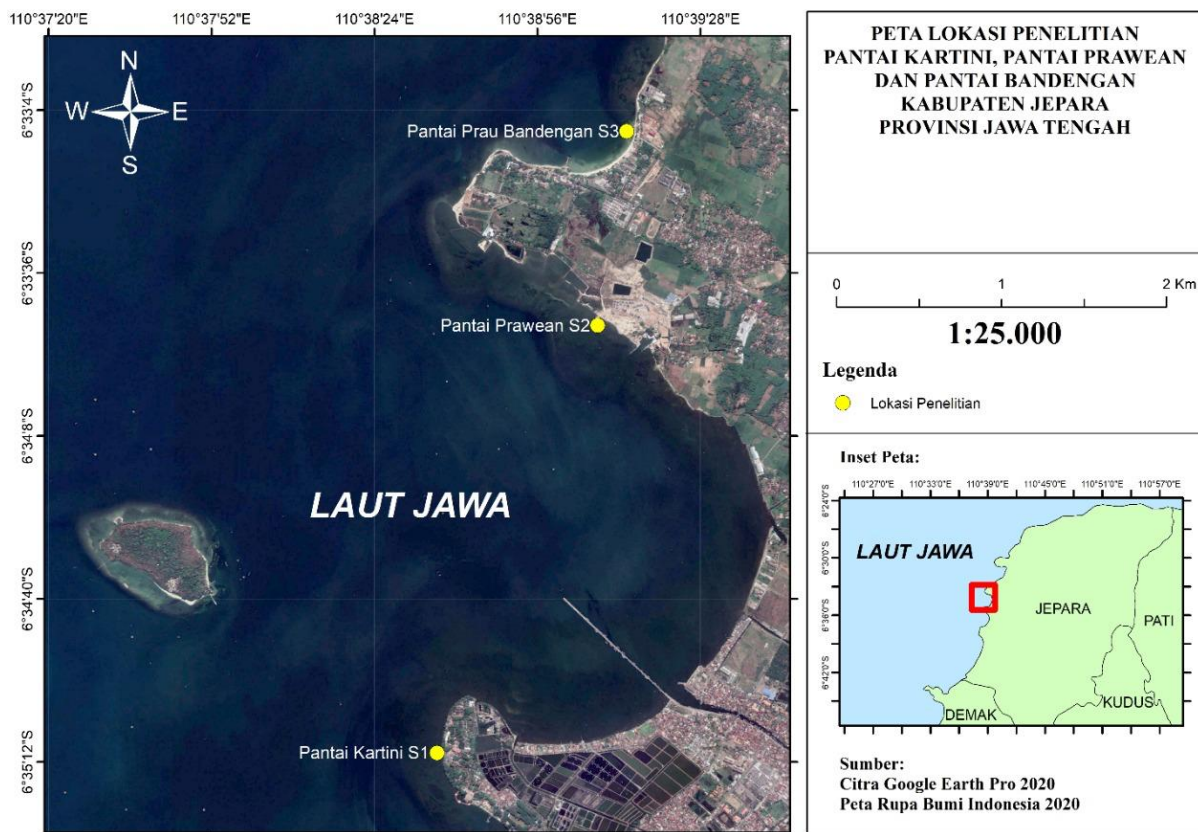 110°37'20"E 110°37'52"E 110°38'24"E 110°38'56"E 110°39'28"E
6°33'4"S
6°33'36"S
6°34'8"S
6°34'40"S
6°35'12"S
N
W E
S
Pantai Prau Bandengan S3
Pantai Prawean S2
LAUT JAWA
Pantai Kartini S1
PETA LOKASI PENELITIAN
PANTAI KARTINI, PANTAI PRAWEAN
DAN PANTAI BANDENGAN
KABUPATEN JEPARA
PROVINSI JAWA TENGAH
0 1 2 Km
1:25.000
Legenda
Lokasi Penelitian
Inset Peta:
110°27'0"E 110°33'0"E 110°39'0"E 110°45'0"E 110°51'0"E 110°57'0"E
6°24'0"S
6°30'0"S
6°36'0"S
6°42'0"S
LAUT JAWA
JEPARA
PATI
KUDUS
DEMAK
Sumber:
Citra Google Earth Pro 2020
Peta Rupa Bumi Indonesia 2020